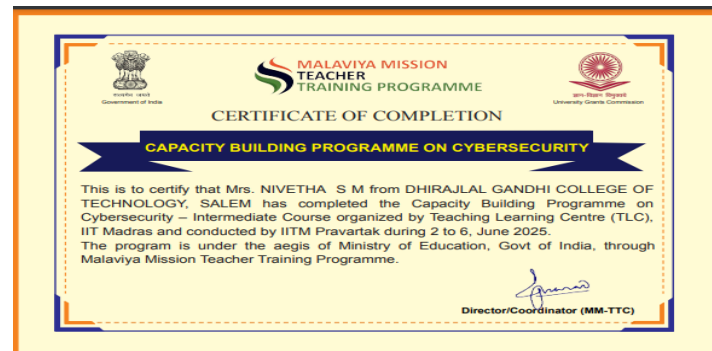 MALAVIYA MISSION
TEACHER
TRAINING PROGRAMME
सत्यमेव जयते
Government of India
ज्ञान-विज्ञान विमुक्तये
University Grants Commission
CERTIFICATE OF COMPLETION
CAPACITY BUILDING PROGRAMME ON CYBERSECURITY
This is to certify that Mrs. NIVETHA S M from DHIRAJLAL GANDHI COLLEGE OF
TECHNOLOGY, SALEM has completed the Capacity Building Programme on
Cybersecurity – Intermediate Course organized by Teaching Learning Centre (TLC),
IIT Madras and conducted by IITM Pravartak during 2 to 6, June 2025.
The program is under the aegis of Ministry of Education, Govt of India, through
Malaviya Mission Teacher Training Programme.
Director/Coordinator (MM-TTC)